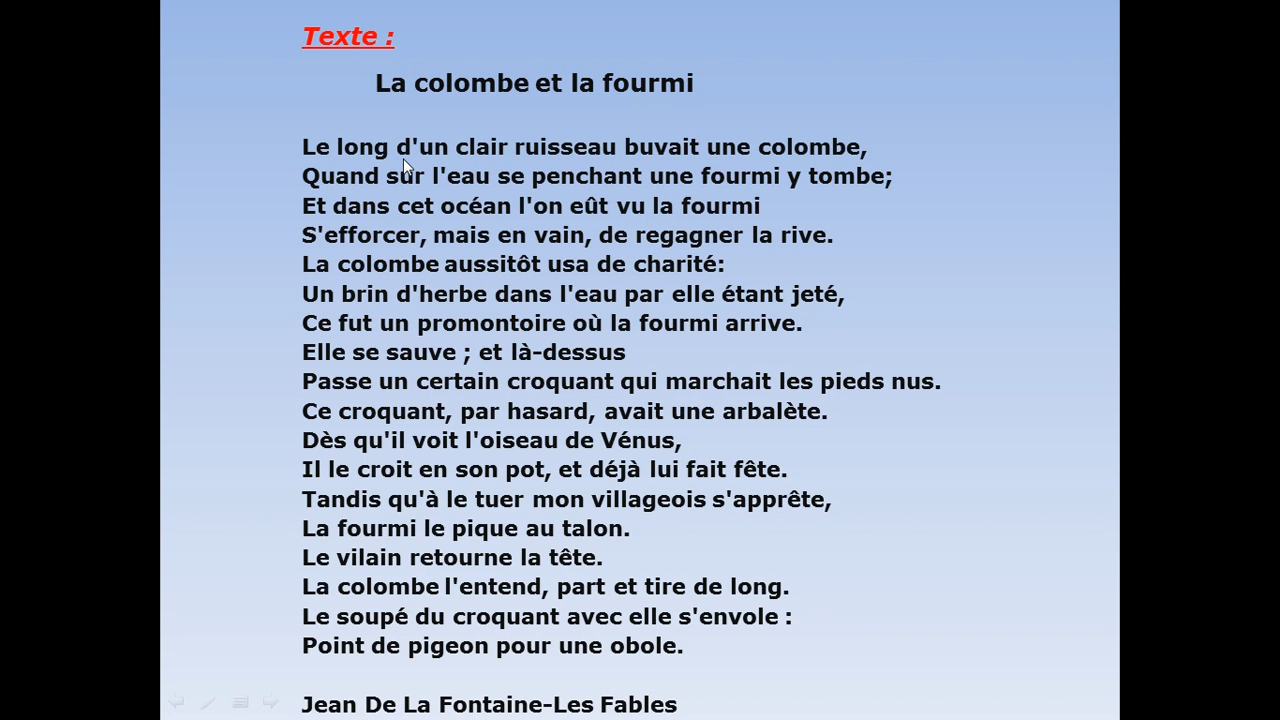 Texte :
La colombe et la fourmi
Le long d'un clair ruisseau buvait une colombe,
Quand sur l'eau se penchant une fourmi y tombe;
Et dans cet océan l'on eût vu la fourmi
S'efforcer, mais en vain, de regagner la rive.
La colombe aussitôt usa de charité:
Un brin d'herbe dans l'eau par elle étant jeté,
Ce fut un promontoire où la fourmi arrive.
Elle se sauve ; et là-dessus
Passe un certain croquant qui marchait les pieds nus.
Ce croquant, par hasard, avait une arbalète.
Dès qu'il voit l'oiseau de Vénus,
Il le croit en son pot, et déjà lui fait fête.
Tandis qu'à le tuer mon villageois s'apprête,
La fourmi le pique au talon.
Le vilain retourne la tête.
La colombe l'entend, part et tire de long.
Le soupé du croquant avec elle s'envole :
Point de pigeon pour une obole.
Jean De La Fontaine-Les Fables